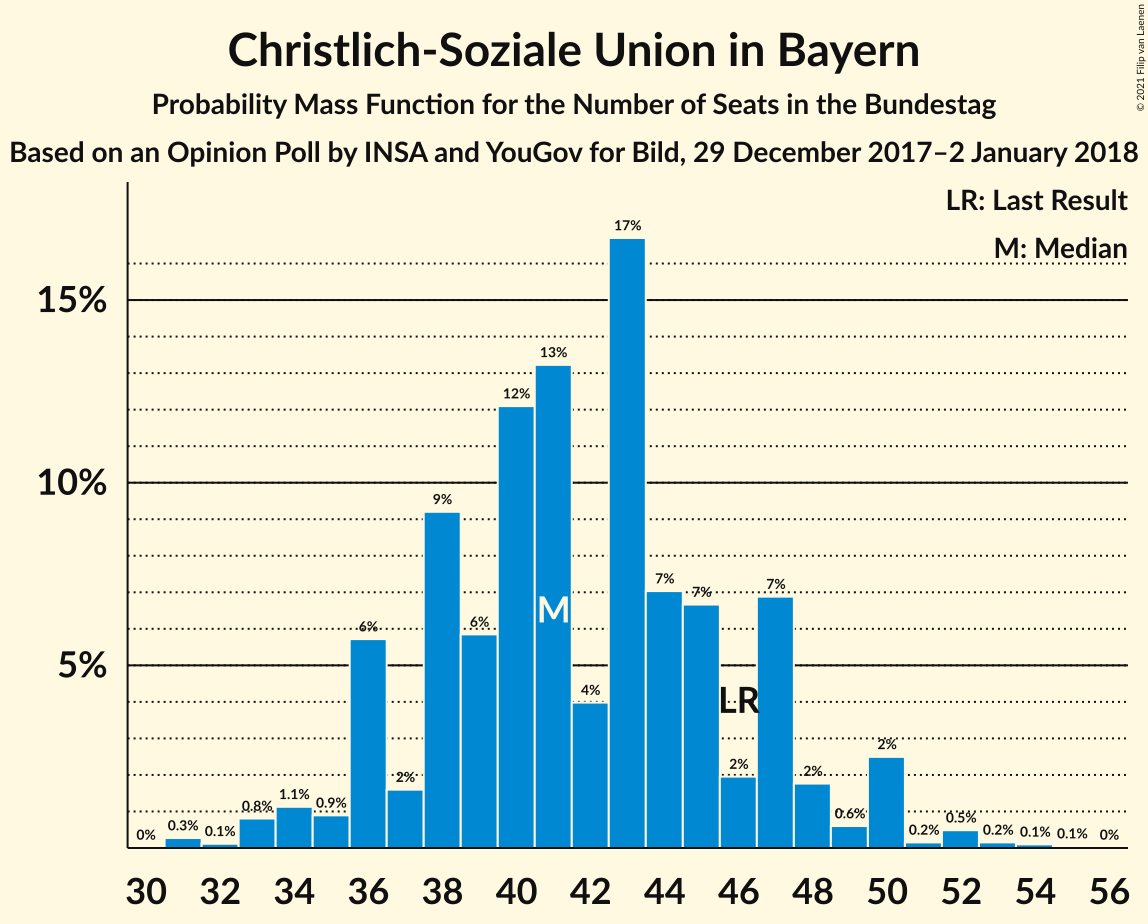 Christlich-Soziale Union in Bayern
Probability Mass Function for the Number of Seats in the Bundestag
Based on an Opinion Poll by INSA and YouGov for Bild, 29 December 2017–2 January 2018
© 2021 Filip van Laenen
LR: Last Result
M: Median
15%
10%
5%
0% 0.3% 0.1% 0.8% 1.1% 0.9% 6% 2% 9% 6% 12% 13% 4% 17% 7% 7% 2% 7% 2% 0.6% 2% 0.2% 0.5% 0.2% 0.1% 0.1% 0%
M
LR
30 32 34 36 38 40 42 44 46 48 50 52 54 56